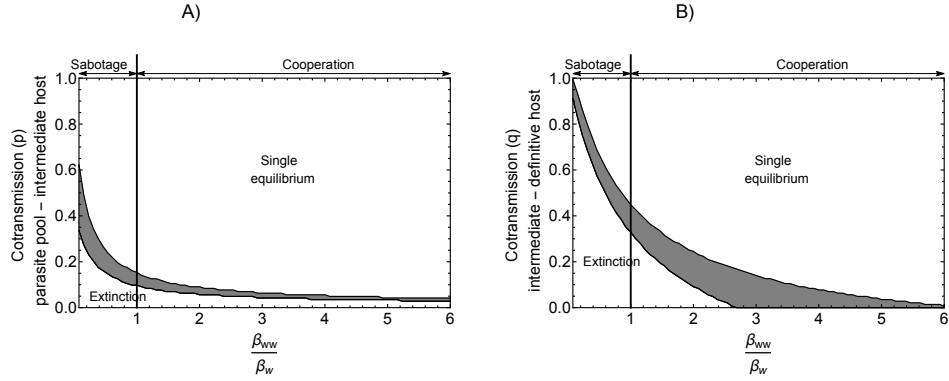 A)
Sabotage Cooperation
1.0
0.8
0.6
0.4
0.2
0.0
Cotransmission (p)
parasite pool − intermediate host
Single
equilibrium
Extinction
1 2 3 4 5 6
βww
βw
B)
Sabotage Cooperation
1.0
0.8
0.6
0.4
0.2
0.0
Cotransmission (q)
intermediate − definitive host
Single
equilibrium
Extinction
1 2 3 4 5 6
βww
βw